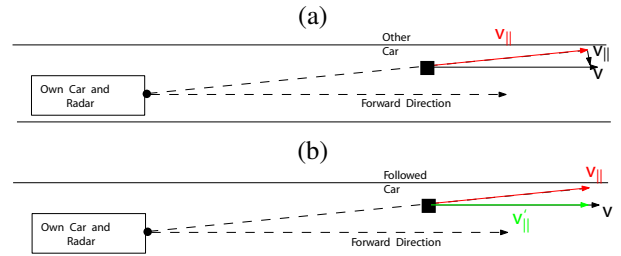 (a)
Other
Car
V||
V||
V
Own Car and
Radar
Forward Direction
(b)
Followed
Car
V||
V'||
V
Own Car and
Radar
Forward Direction